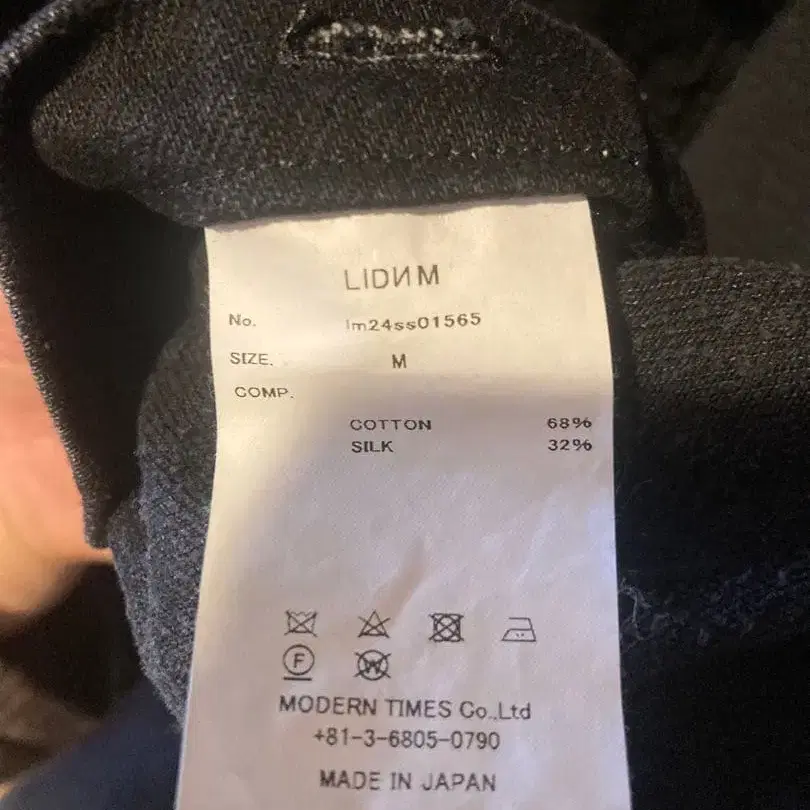 LIDИM
No. lm24ss01565
SIZE. M
COMP.
COTTON 68%
SILK 32%
F
W
MODERN TIMES Co.,Ltd
+81-3-6805-0790
MADE IN JAPAN